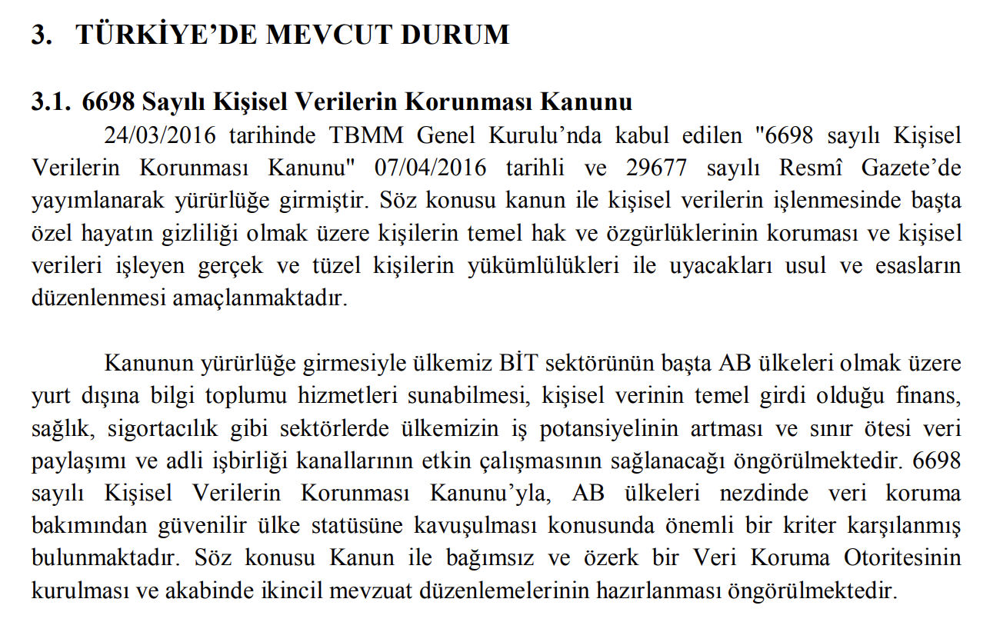 3. TÜRKİYE’DE MEVCUT DURUM
3.1. 6698 Sayılı Kişisel Verilerin Korunması Kanunu
24/03/2016 tarihinde TBMM Genel Kurulu’nda kabul edilen "6698 sayılı Kişisel
Verilerin Korunması Kanunu" 07/04/2016 tarihli ve 29677 sayılı Resmî Gazete’de
yayımlanarak yürürlüğe girmiştir. Söz konusu kanun ile kişisel verilerin işlenmesinde başta
özel hayatın gizliliği olmak üzere kişilerin temel hak ve özgürlüklerinin koruması ve kişisel
verileri işleyen gerçek ve tüzel kişilerin yükümlülükleri ile uyacakları usul ve esasların
düzenlenmesi amaçlanmaktadır.
Kanunun yürürlüğe girmesiyle ülkemiz BİT sektörünün başta AB ülkeleri olmak üzere
yurt dışına bilgi toplumu hizmetleri sunabilmesi, kişisel verinin temel girdi olduğu finans,
sağlık, sigortacılık gibi sektörlerde ülkemizin iş potansiyelinin artması ve sınır ötesi veri
paylaşımı ve adli işbirliği kanallarının etkin çalışmasının sağlanacağı öngörülmektedir. 6698
sayılı Kişisel Verilerin Korunması Kanunu’yla, AB ülkeleri nezdinde veri koruma
bakımından güvenilir ülke statüsüne kavuşulması konusunda önemli bir kriter karşılanmış
bulunmaktadır. Söz konusu Kanun ile bağımsız ve özerk bir Veri Koruma Otoritesinin
kurulması ve akabinde ikincil mevzuat düzenlemelerinin hazırlanması öngörülmektedir.